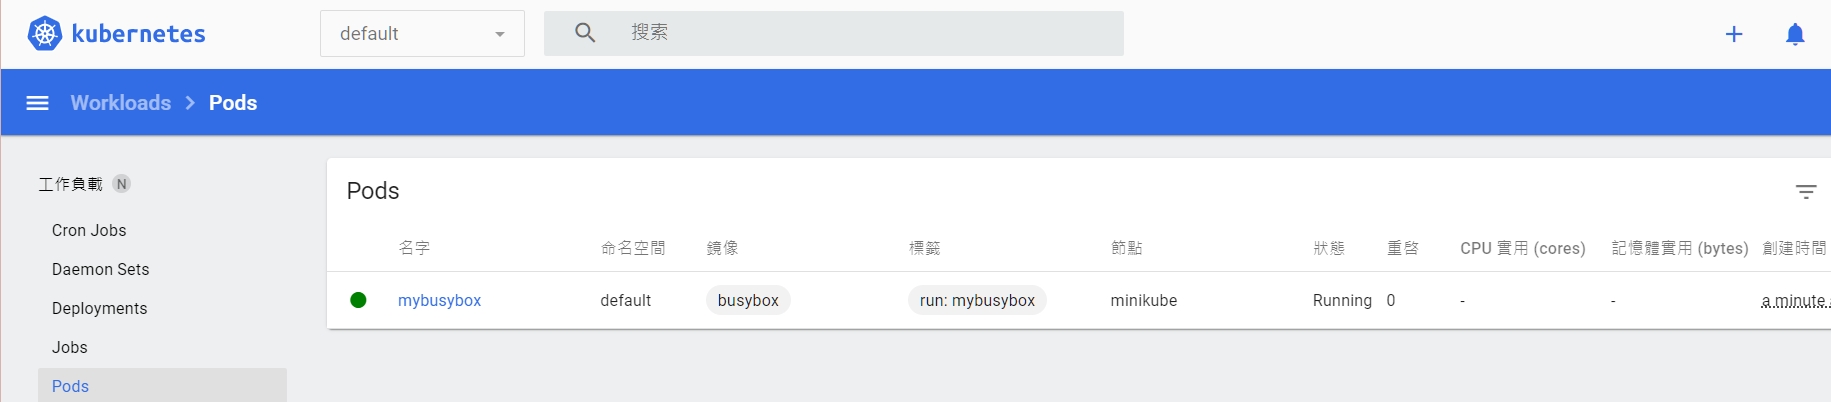 kubernetes
default
搜索
Workloads > Pods
工作負載 N
Cron Jobs
Daemon Sets
Deployments
Jobs
Pods
Pods
名字 命名空間 鏡像 標籤 節點 狀態 重啓 CPU 實用 (cores) 記憶體實用 (bytes) 創建時間
mybusybox default busybox run: mybusybox minikube Running 0 - - a minute